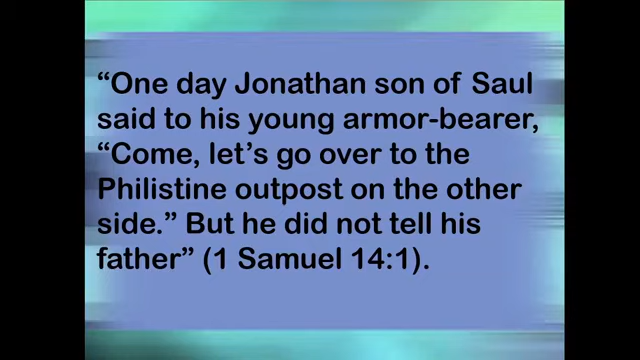 “One day Jonathan son of Saul
said to his young armor-bearer,
“Come, let’s go over to the
Philistine outpost on the other
side.” But he did not tell his
father” (1 Samuel 14:1).